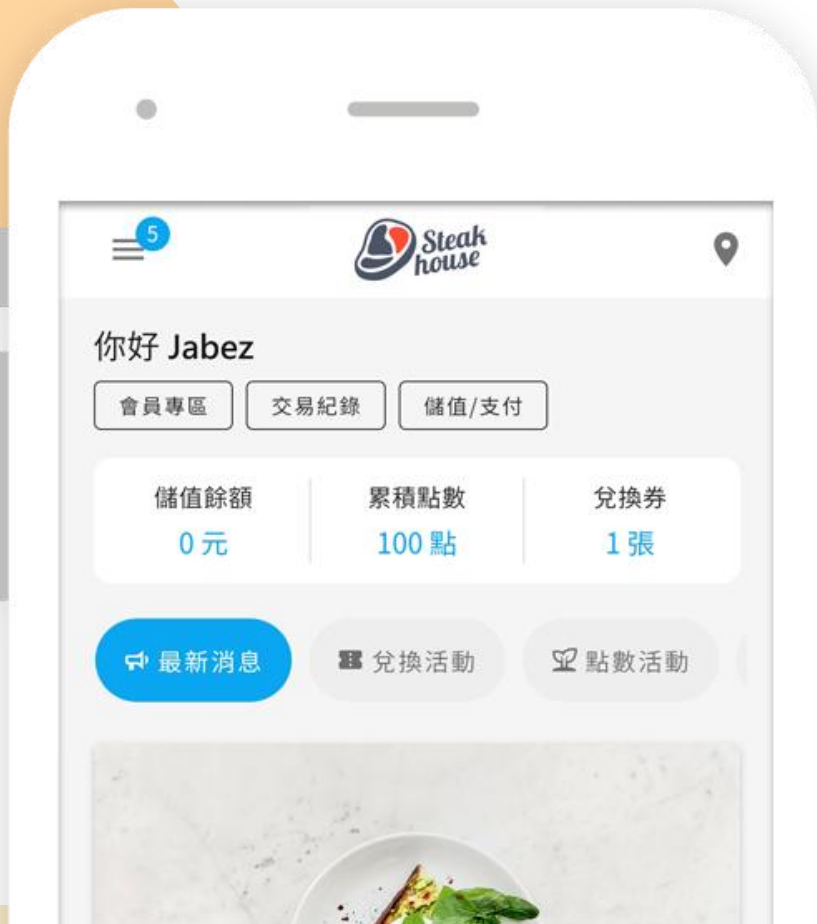 5
Steak
house
你好 Jabez
會員專區 交易紀錄 儲值/支付
儲值餘額 累積點數 兌換券
0 元 100 點 1 張
最新消息 兌換活動 點數活動